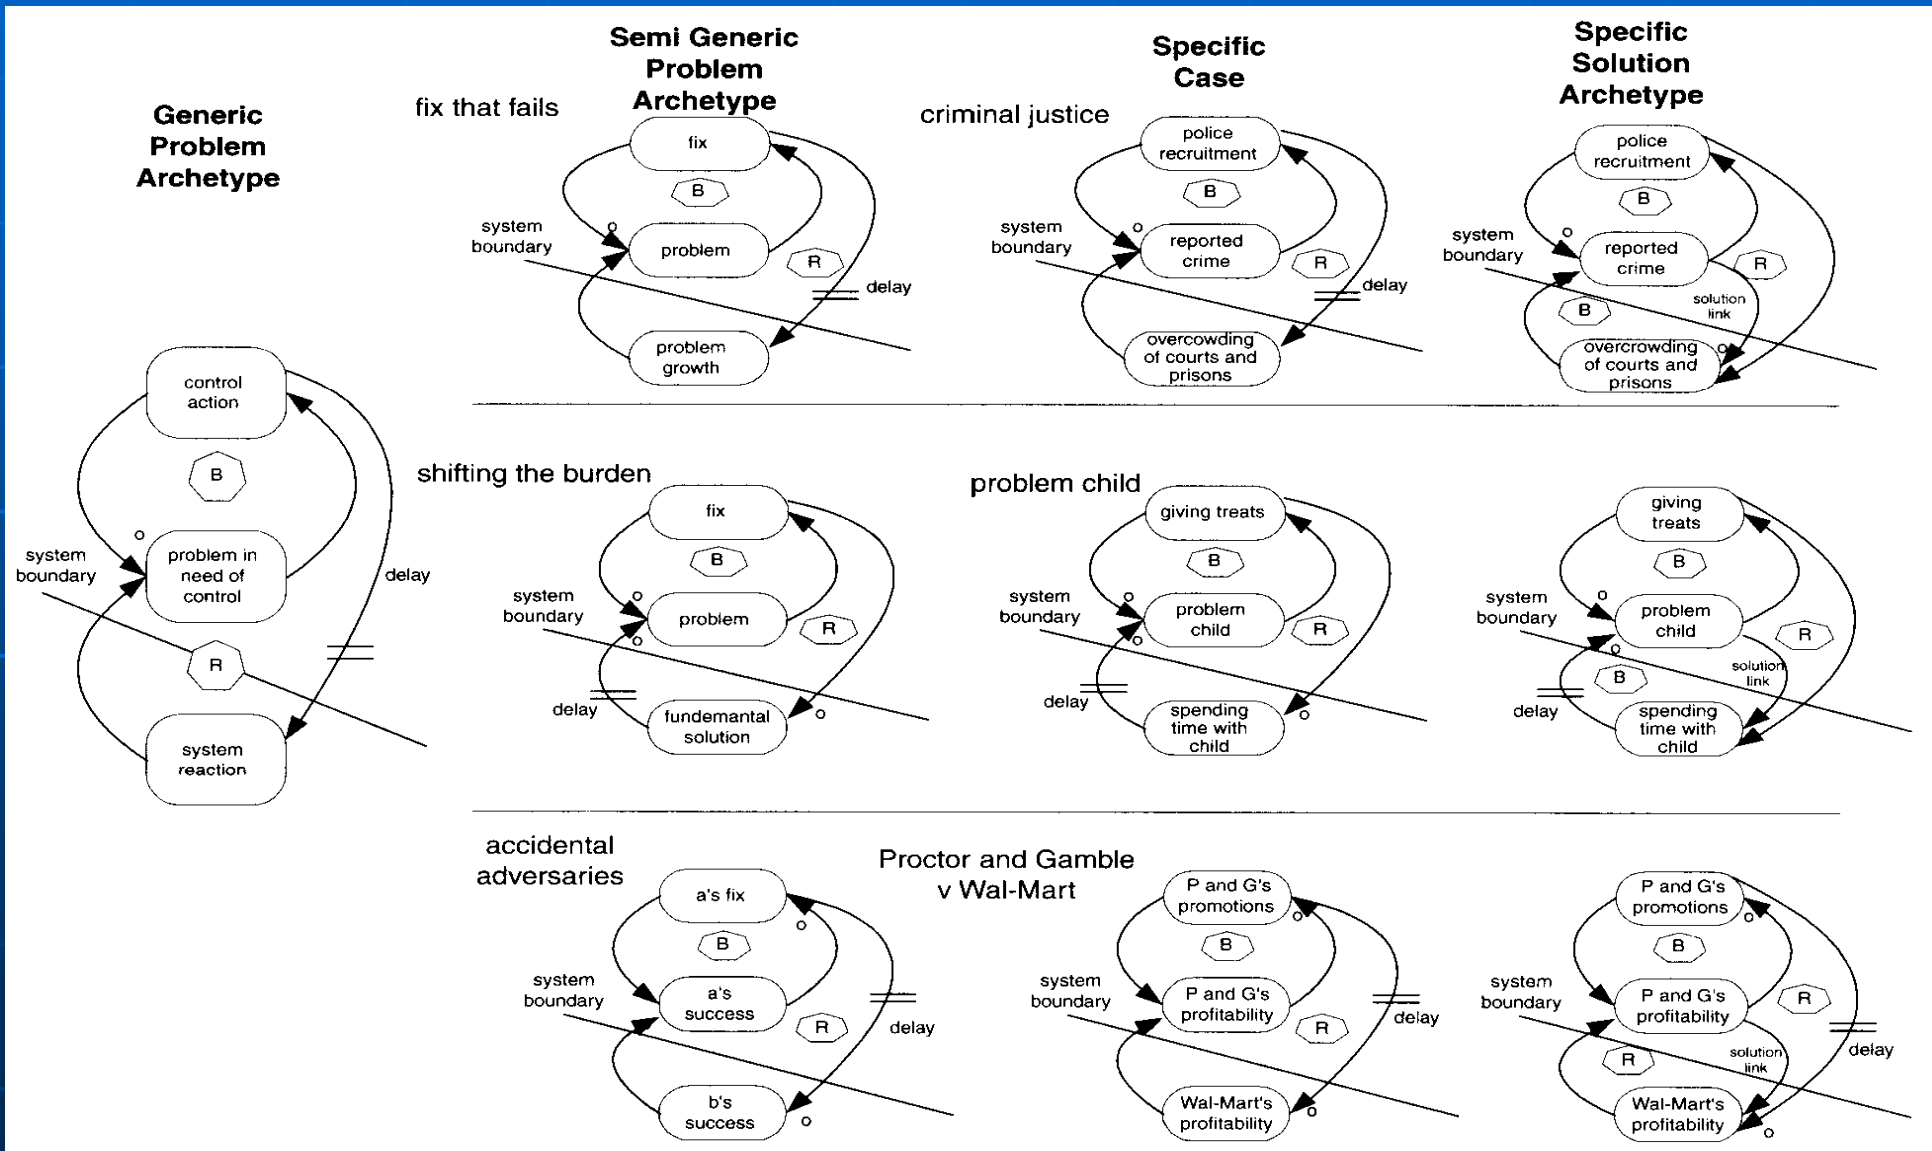 Generic
Problem
Archetype
Semi Generic
Problem
Archetype
Specific
Case
Specific
Solution
Archetype
control
action
B
o
problem in
need of
control
system
boundary
delay
R
system
reaction
fix that fails
fix
B
o
system
boundary
problem
R
delay
problem
growth
criminal justice
police
recruitment
B
o
system
boundary
reported
crime
R
delay
overcowding
of courts and
prisons
police
recruitment
B
o
system
boundary
reported
crime
R
B
solution
link
o
overcrowding
of courts and
prisons
shifting the burden
fix
B
o
system
boundary
problem
R
o
delay
fundemantal
solution
o
problem child
giving treats
B
o
system
boundary
problem
child
R
o
delay
spending
time with
child
o
giving
treats
B
o
system
boundary
problem
child
R
o
solution
link
B
delay
spending
time with
child
accidental
adversaries
a's fix
o
B
system
boundary
a's
success
R
delay
b's
success
o
Proctor and Gamble
v Wal-Mart
P and G's
promotions
o
B
system
boundary
P and G's
profitability
R
delay
Wal-Mart's
profitability
o
P and G's
promotions
o
B
system
boundary
P and G's
profitability
R
delay
R
solution
link
Wal-Mart's
profitability
o